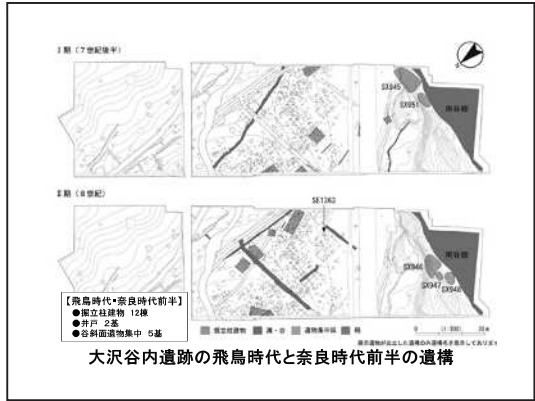 Ⅰ期（7世紀後半）
SX945
SX951
南谷部
Ⅱ期（8世紀）
SE1363
南谷部
SX946
SX947
SX948
【飛鳥時代・奈良時代前半】
●掘立柱建物 12棟
●井戸 2基
●谷斜面遺物集中 5基
掘立柱建物
溝・谷
遺物集中区
0
20m
大沢谷内遺跡の飛鳥時代と奈良時代前半の遺構